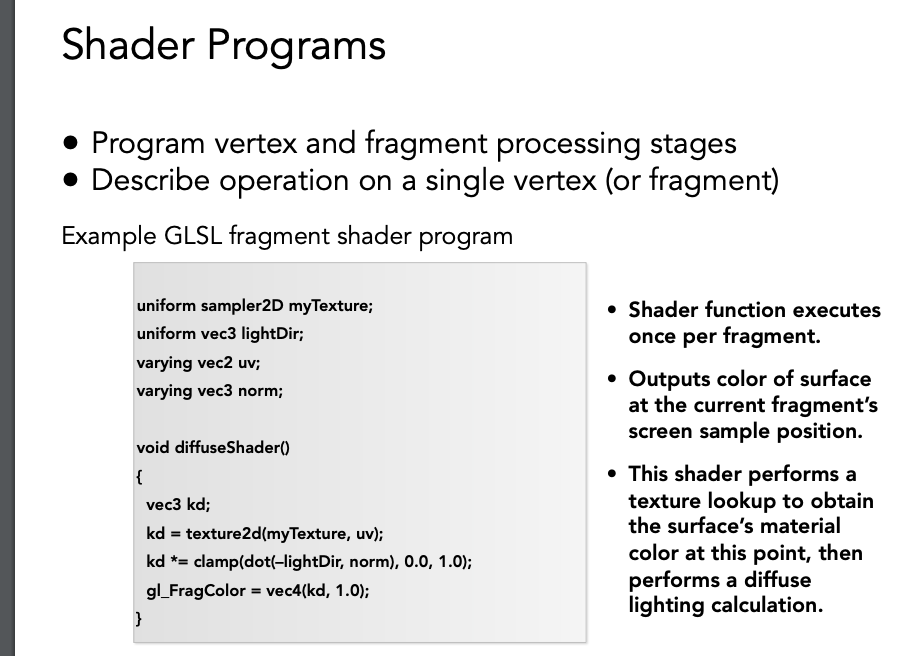 Shader Programs
● Program vertex and fragment processing stages
● Describe operation on a single vertex (or fragment)
Example GLSL fragment shader program
uniform sampler2D myTexture;
uniform vec3 lightDir;
varying vec2 uv;
varying vec3 norm;
void diffuseShader()
{
vec3 kd;
kd = texture2d(myTexture, uv);
kd *= clamp(dot(–lightDir, norm), 0.0, 1.0);
gl_FragColor = vec4(kd, 1.0);
}
• Shader function executes
once per fragment.
• Outputs color of surface
at the current fragment’s
screen sample position.
• This shader performs a
texture lookup to obtain
the surface’s material
color at this point, then
performs a diffuse
lighting calculation.